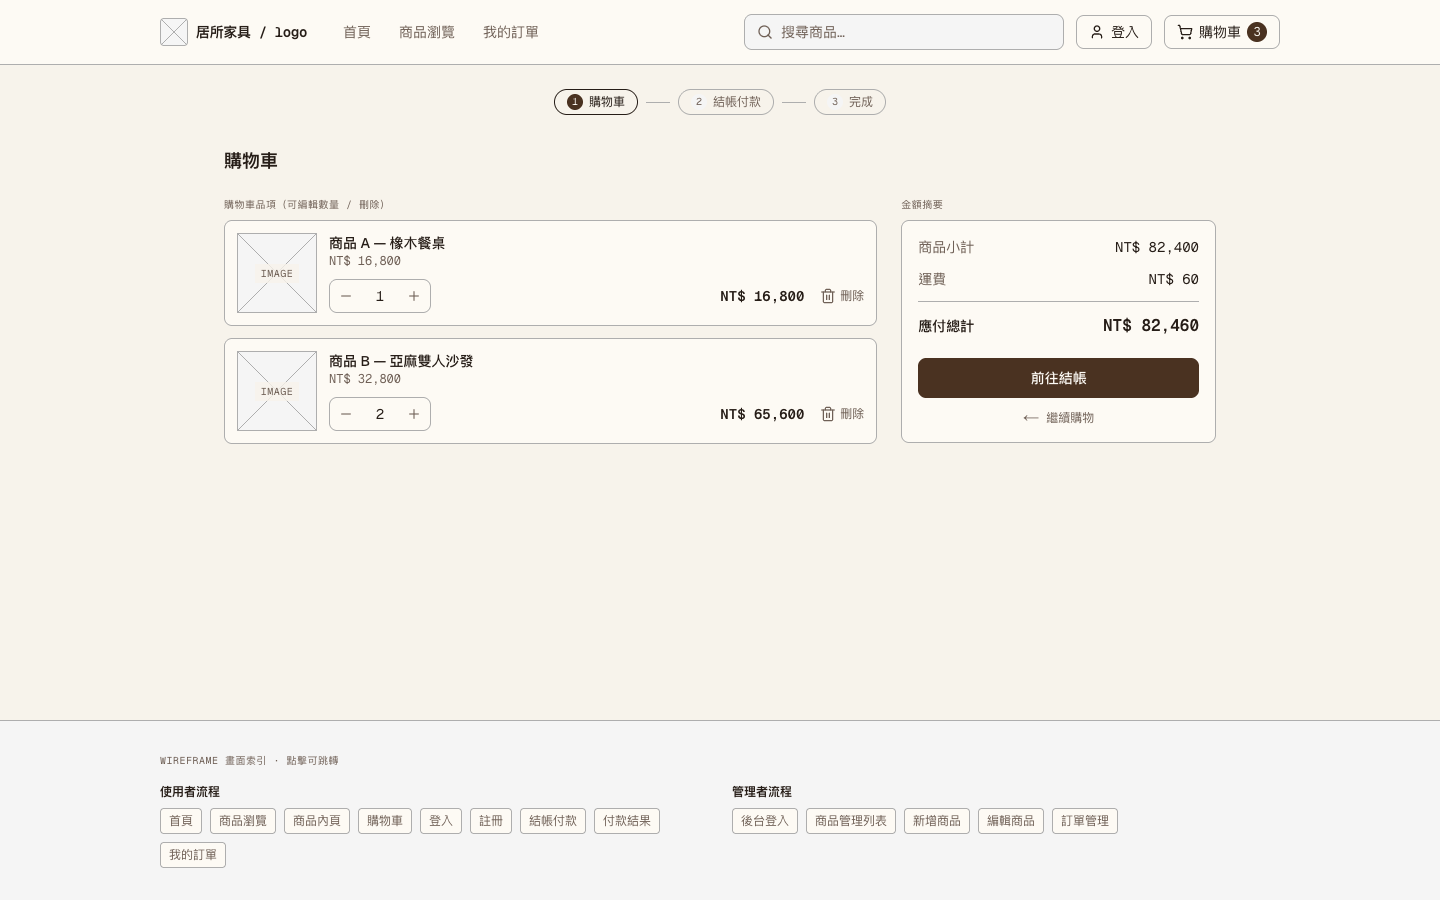 居所家具 / logo
首頁
商品瀏覽
我的訂單
搜尋商品…
登入
購物車 3
1 購物車
2 結帳付款
3 完成
購物車
購物車品項 (可編輯數量 / 刪除)
商品 A — 橡木餐桌
NT$ 16,800
IMAGE
− 1 +
NT$ 16,800
刪除
商品 B — 亞麻雙人沙發
NT$ 32,800
IMAGE
− 2 +
NT$ 65,600
刪除
金額摘要
商品小計 NT$ 82,400
運費 NT$ 60
應付總計 NT$ 82,460
前往結帳
← 繼續購物
WIREFRAME 畫面索引 · 點擊可跳轉
使用者流程
首頁
商品瀏覽
商品內頁
購物車
登入
註冊
結帳付款
付款結果
我的訂單
管理者流程
後台登入
商品管理列表
新增商品
編輯商品
訂單管理